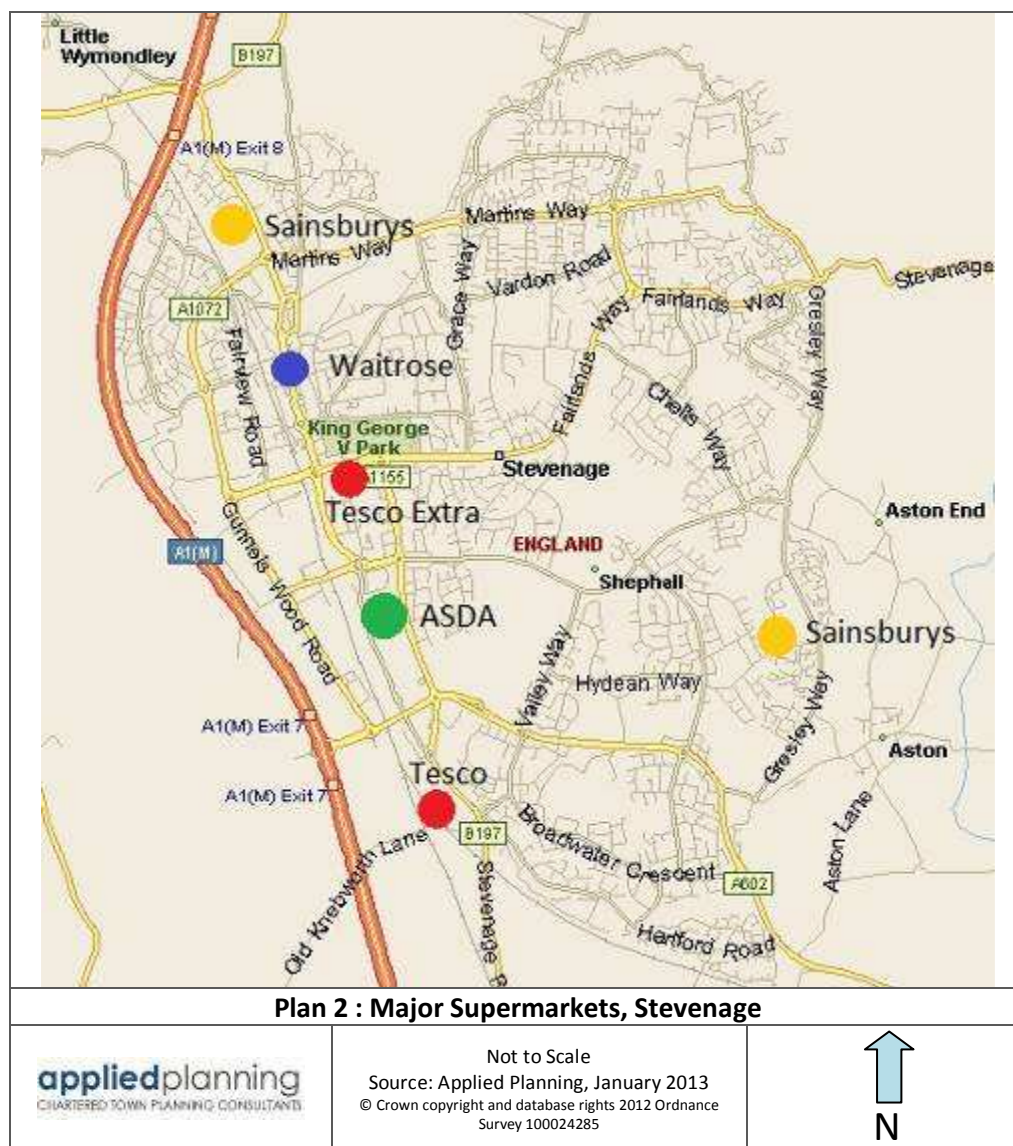 Little
Wymondley
B197
A1(M) Exit 8
Sainsburys
Martins Way
Martins Way
Grace Way
Vardon Road
Stevenage
A1072
Fairlands Way
Gresley Way
Fairview Road
Waitrose
Fairlands Way
Chells Way
King George
V Park
Stevenage
1155
Tesco Extra
Aston End
Gunnels Wood Road
A1(M)
ENGLAND
Shephall
ASDA
Sainsburys
Valley Way
Hydean Way
A1(M) Exit 7
Gresley Way
Aston
Tesco
A1(M) Exit 7
B197
Broadwater Crescent
Aston Lane
Old Knebworth Lane
Stevenage R
A602
Hertford Road
Plan 2 : Major Supermarkets, Stevenage
appliedplanning
CHARTERED TOWN PLANNING CONSULTANTS
Not to Scale
Source: Applied Planning, January 2013
© Crown copyright and database rights 2012 Ordnance
Survey 100024285
N